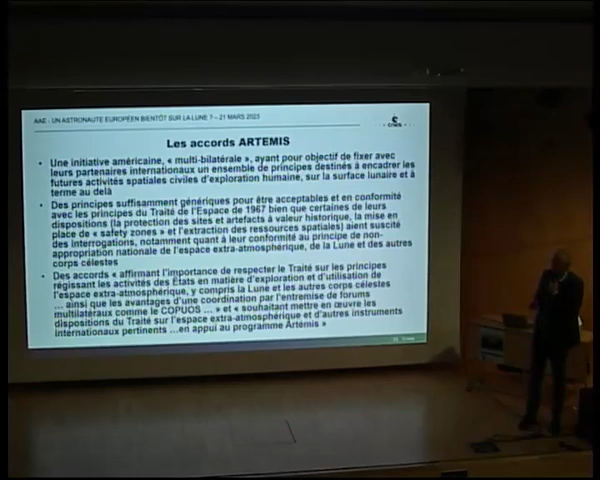 AAE - UN ASTRONAUTE EUROPÉEN BIENTÔT SUR LA LUNE ? – 21 MARS 2023
Les accords ARTEMIS
• Une initiative américaine, « multi-bilatérale », ayant pour objectif de fixer avec
leurs partenaires internationaux un ensemble de principes destinés à encadrer les
futures activités spatiales civiles d'exploration humaine, sur la surface lunaire et à
terme au delà
• Des principes suffisamment génériques pour être acceptables et en conformité
avec les principes du Traité de l'Espace de 1967 bien que certaines de leurs
dispositions (la protection des sites et artefacts à valeur historique, la mise en
place de « safety zones » et l'extraction des ressources spatiales) aient suscité
des interrogations, notamment quant à leur conformité au principe de non-
appropriation nationale de l'espace extra-atmosphérique, de la Lune et des autres
corps célestes
• Des accords « affirmant l'importance de respecter le Traité sur les principes
régissant les activités des États en matière d'exploration et d'utilisation de
l'espace extra-atmosphérique, y compris la Lune et les autres corps célestes
… ainsi que les avantages d'une coordination par l'entremise de forums
multilatéraux comme le COPUOS … » et « souhaitant mettre en œuvre les
dispositions du Traité sur l'espace extra-atmosphérique et d'autres instruments
internationaux pertinents …en appui au programme Artémis »